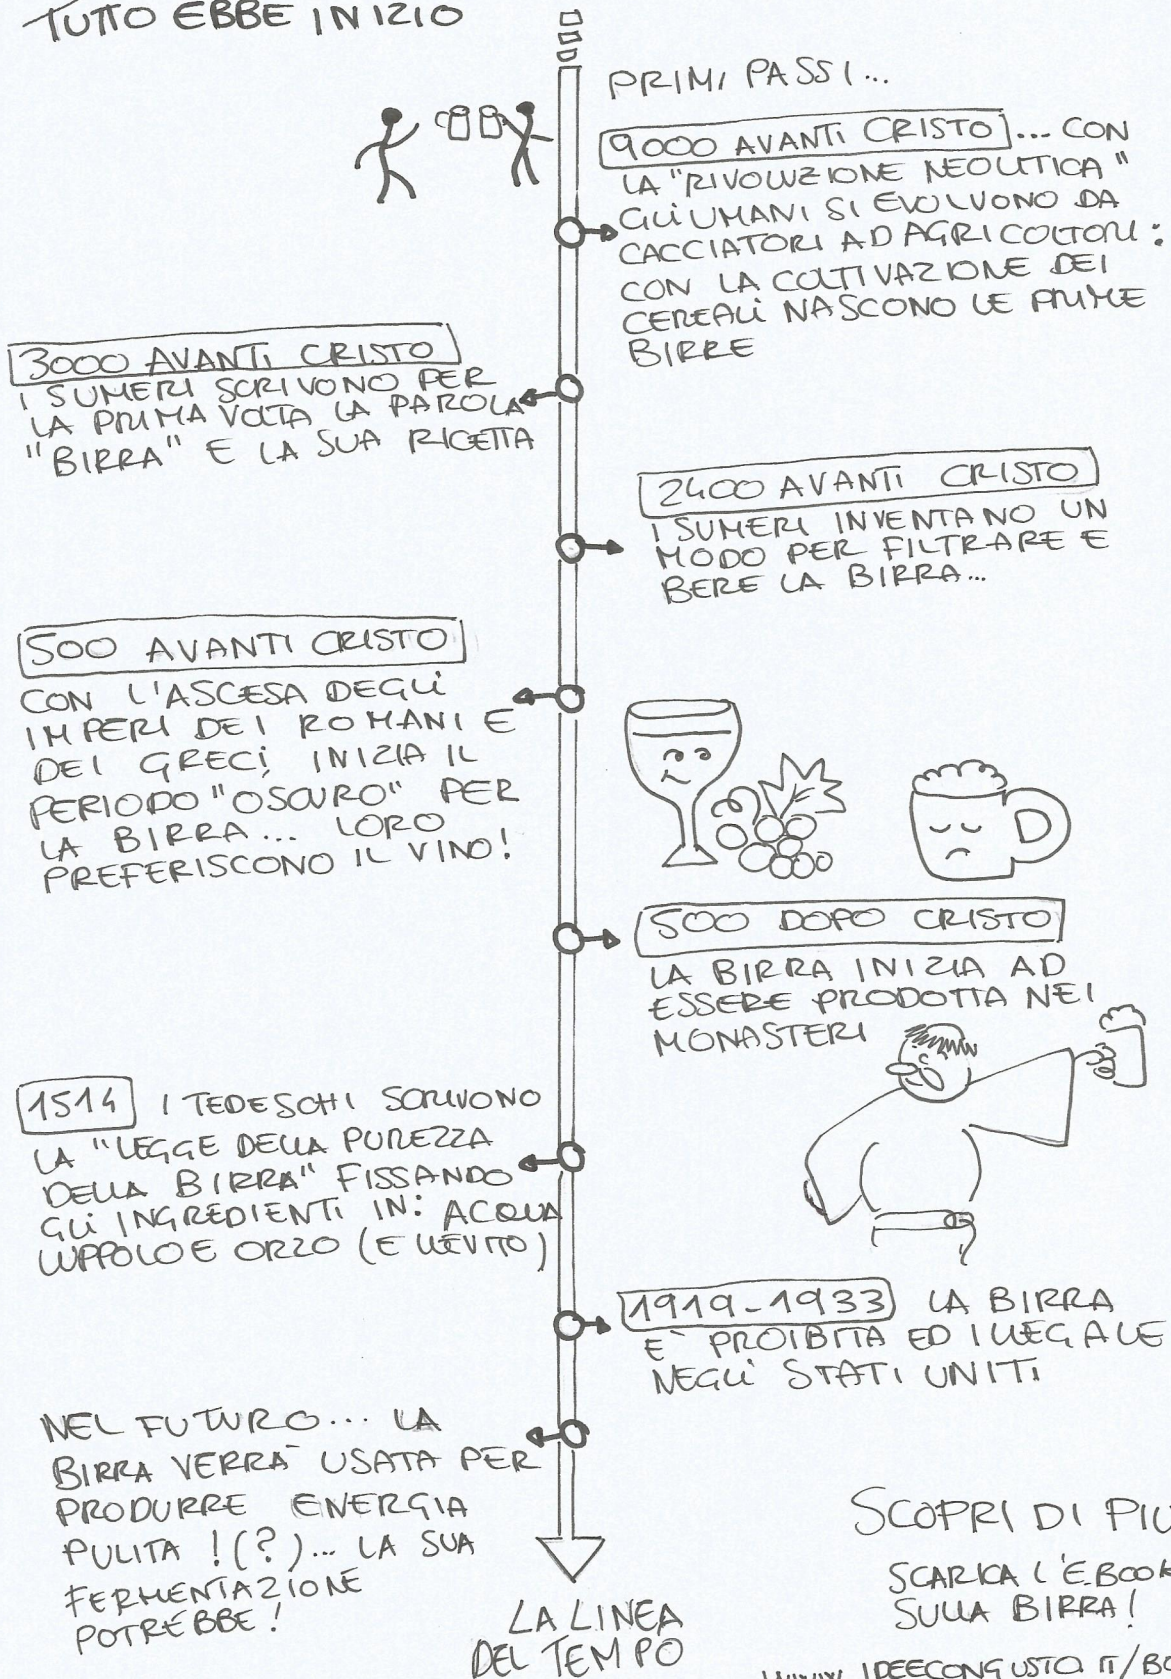 TUTTO EBBE INIZIO
PRIMI PASSI...
9000 AVANTI CRISTO ... CON
LA "RIVOLUZIONE NEOLITICA"
GLI UMANI SI EVOLVONO DA
CACCIATORI AD AGRICOLTORI:
CON LA COLTIVAZIONE DEI
CEREALI NASCONO LE PRIME
BIRRE
3000 AVANTI CRISTO
I SUMERI SCRIVONO PER
LA PRIMA VOLTA LA PAROLA
"BIRRA" E LA SUA RICETTA
2400 AVANTI CRISTO
I SUMERI INVENTANO UN
MODO PER FILTRARE E
BERE LA BIRRA...
500 AVANTI CRISTO
CON L'ASCESA DEGLI
IMPERI DEI ROMANI E
DEI GRECI, INIZIA IL
PERIODO "OSCURO" PER
LA BIRRA... LORO
PREFERISCONO IL VINO!
500 DOPO CRISTO
LA BIRRA INIZIA AD
ESSERE PRODOTTA NEI
MONASTERI
1514 I TEDESCHI SCRIVONO
LA "LEGGE DELLA PUREZZA
DELLA BIRRA" FISSANDO
GLI INGREDIENTI IN: ACQUA
LUPPOLO E ORZO (E LIEVITO)
1919-1933 LA BIRRA
E` PROIBITA ED ILLEGALE
NEGLI STATI UNITI
NEL FUTURO... LA
BIRRA VERRA` USATA PER
PRODURRE ENERGIA
PULITA !(?)... LA SUA
FERMENTAZIONE
POTREBBE!
LA LINEA
DEL TEMPO
SCOPRI DI PIU
SCARICA L'E.BOOK
SULLA BIRRA!
www.IDEECONGUSTO.IT/BO